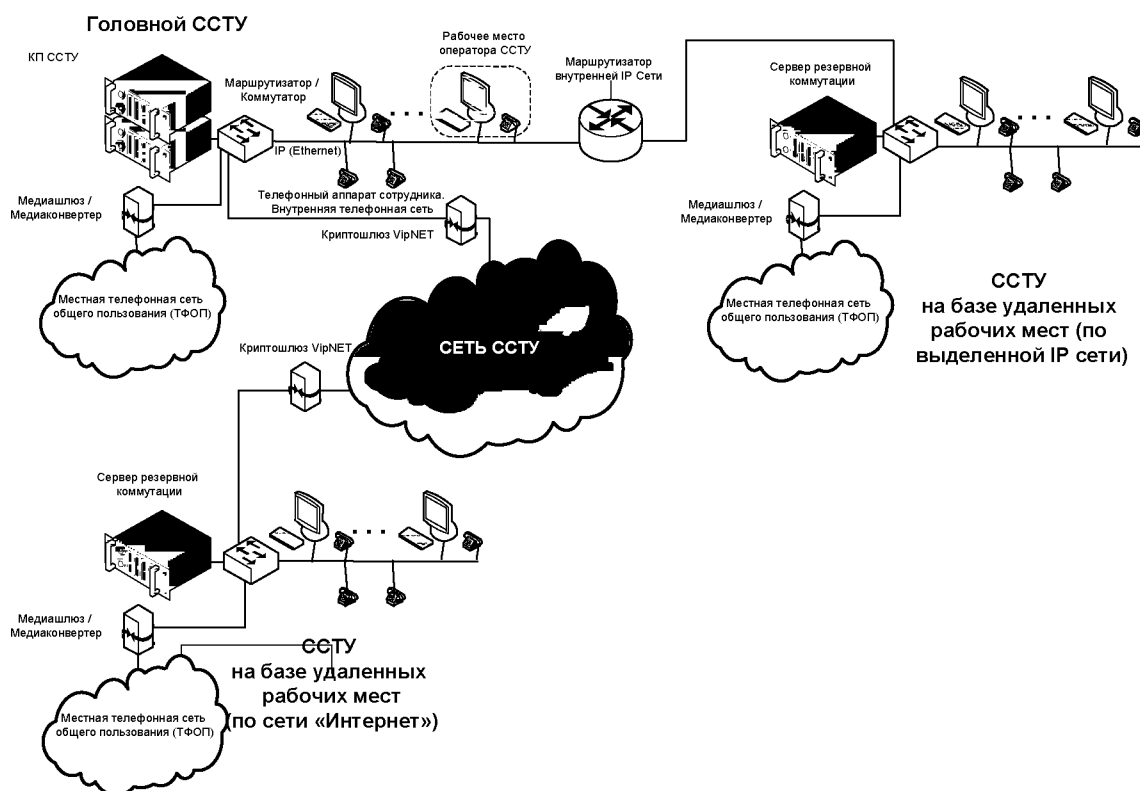 Головной ССТУ
КП ССТУ
Маршрутизатор /
Коммутатор
Рабочее место
оператора ССТУ
Маршрутизатор
внутренней IP Сети
Сервер резервной
коммутации
IP (Ethernet)
Медиашлюз /
Медиаконвертер
Телефонный аппарат сотрудника.
Внутренняя телефонная сеть
Криптошлюз VipNET
Медиашлюз /
Медиаконвертер
Местная телефонная сеть
общего пользования (ТФОП)
Местная телефонная сеть
общего пользования (ТФОП)
ССТУ
на базе удаленных
рабочих мест (по
выделенной IP сети)
СЕТЬ ССТУ
Криптошлюз VipNET
Сервер резервной
коммутации
Медиашлюз /
Медиаконвертер
ССТУ
на базе удаленных
рабочих мест
(по сети «Интернет»)
Местная телефонная сеть
общего пользования (ТФОП)